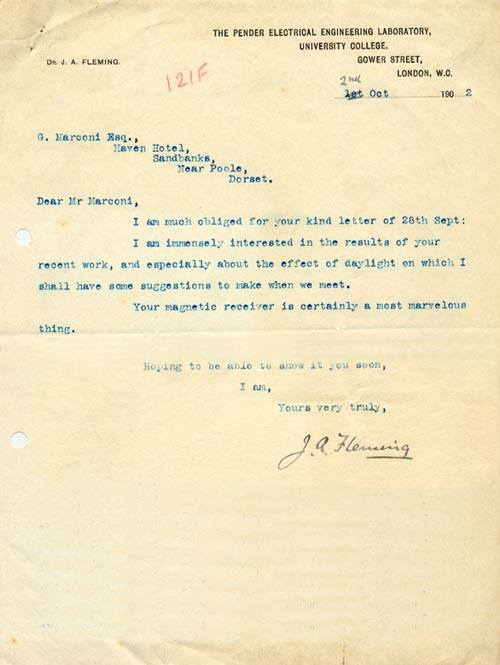 THE PENDER ELECTRICAL ENGINEERING LABORATORY,
UNIVERSITY COLLEGE,
GOWER STREET,
LONDON, W.C.
DR. J. A. FLEMING.
121F
2nd
1st Oct 1902
G. Marconi Esq.,
Haven Hotel,
Sandbanks,
Near Poole,
Dorset.
Dear Mr Marconi,
I am much obliged for your kind letter of 28th Sept:
I am immensely interested in the results of your
recent work, and especially about the effect of daylight on which I
shall have some suggestions to make when we meet.
Your magnetic receiver is certainly a most marvelous
thing.
Hoping to be able to show it you soon,
I am,
Yours very truly,
J.A. Fleming